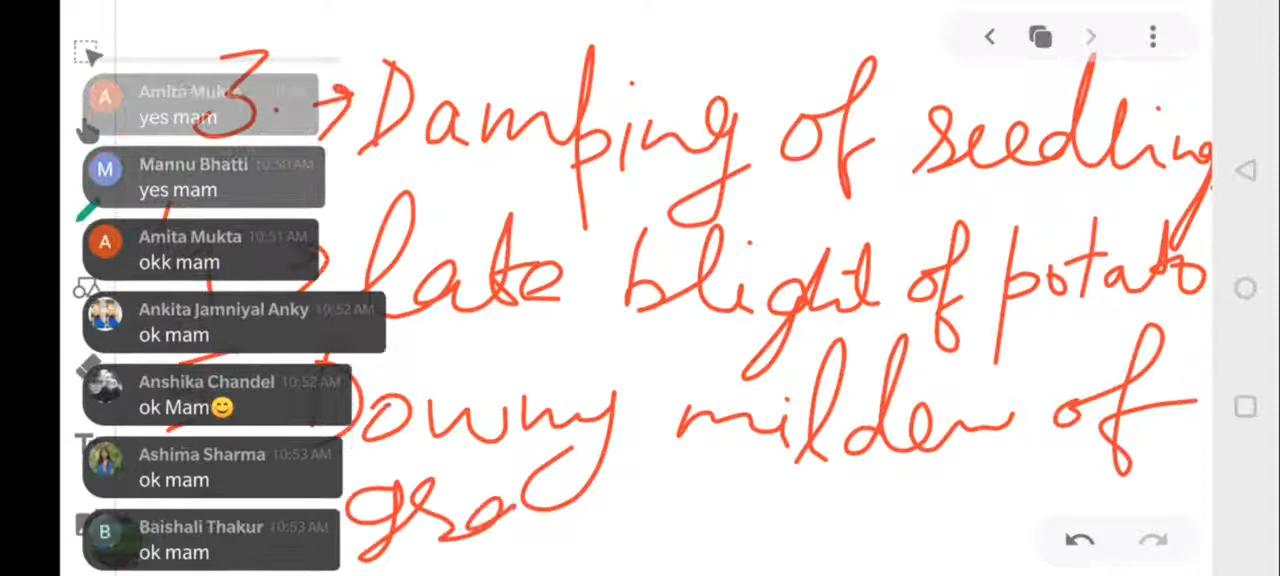 Amita Mukta
yes mam
3. → Damping of seedling
Mannu Bhatti 10:50 AM
yes mam
Amita Mukta 10:51 AM
okk mam
late blight of potato
Ankita Jamniyal Anky 10:52 AM
ok mam
Anshika Chandel 10:52 AM
ok Mam😊
Downy mildew of
Ashima Sharma 10:53 AM
ok mam
gra
Baishali Thakur 10:53 AM
ok mam